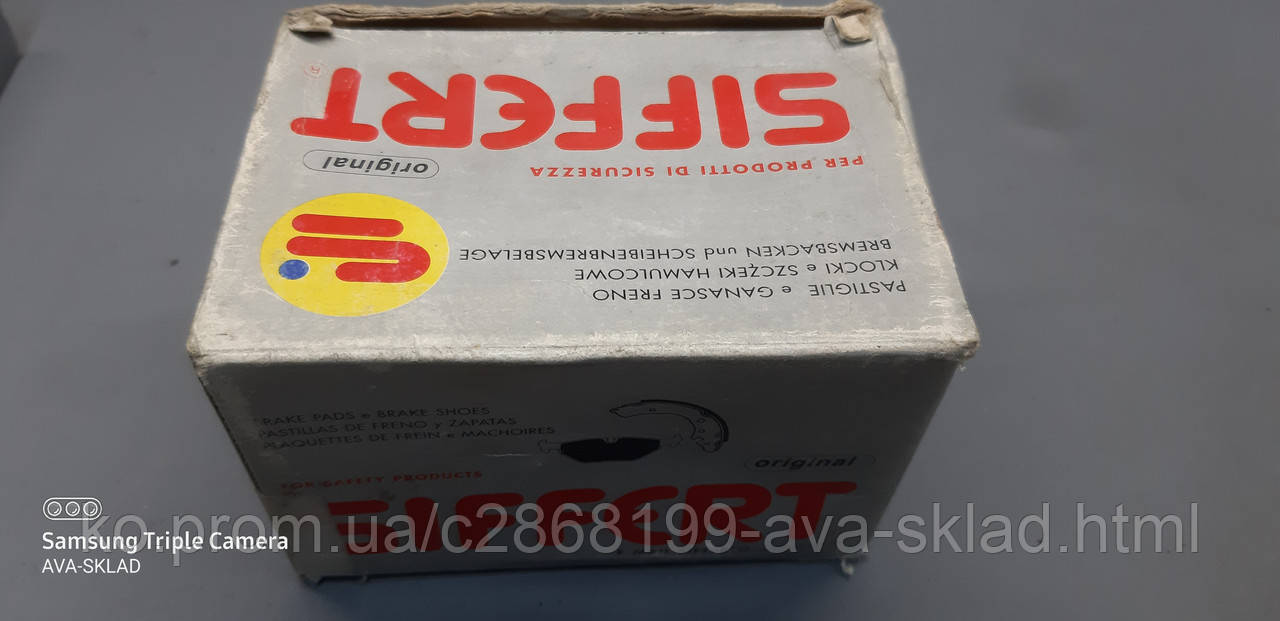 SIFFERT
®
PER PRODOTTI DI SICUREZZA
original
PASTIGLIE e GANASCE FRENO
KLOCKI e SZCZĘKI HAMULCOWE
BREMSBACKEN und SCHEIBENBREMSBELAGE
BRAKE PADS e BRAKE SHOES
PASTILLAS DE FRENO y ZAPATAS
PLAQUETTES DE FREIN e MACHOIRES
original
FOR SAFETY PRODUCTS
SIFFERT
ko-prom.ua/c2868199-ava-sklad.html
Samsung Triple Camera
AVA-SKLAD